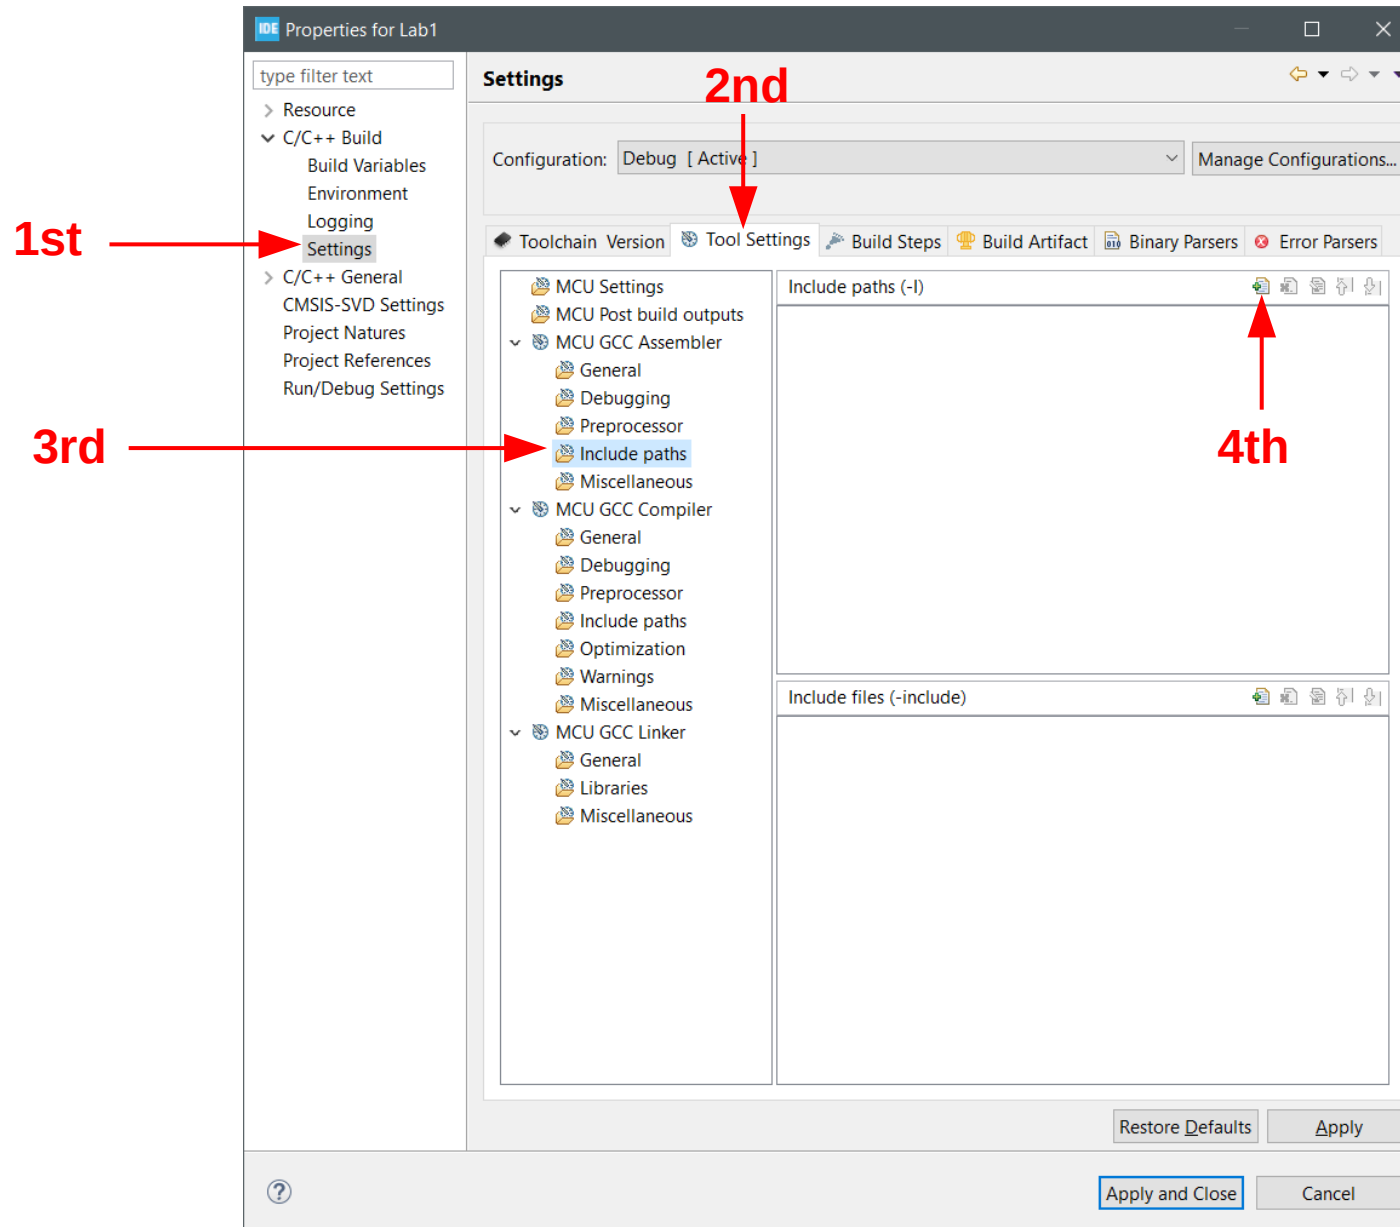 IDE Properties for Lab1
type filter text
Resource
C/C++ Build
Build Variables
Environment
Logging
1st
Settings
C/C++ General
CMSIS-SVD Settings
Project Natures
Project References
Run/Debug Settings
Settings
2nd
Configuration: Debug [ Active ] Manage Configurations...
Toolchain Version Tool Settings Build Steps Build Artifact Binary Parsers Error Parsers
MCU Settings
MCU Post build outputs
MCU GCC Assembler
General
Debugging
Preprocessor
3rd
Include paths
Miscellaneous
MCU GCC Compiler
General
Debugging
Preprocessor
Include paths
Optimization
Warnings
Miscellaneous
MCU GCC Linker
General
Libraries
Miscellaneous
Include paths (-I)
4th
Include files (-include)
Restore Defaults Apply
? Apply and Close Cancel